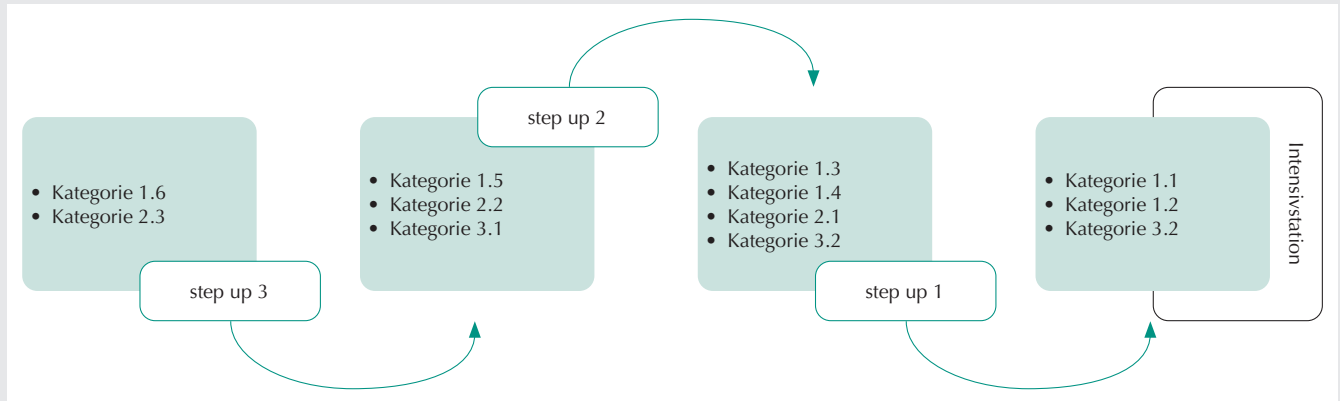 • Kategorie 1.6
• Kategorie 2.3
step up 3
• Kategorie 1.5
• Kategorie 2.2
• Kategorie 3.1
step up 2
• Kategorie 1.3
• Kategorie 1.4
• Kategorie 2.1
• Kategorie 3.2
step up 1
• Kategorie 1.1
• Kategorie 1.2
• Kategorie 3.2
Intensivstation